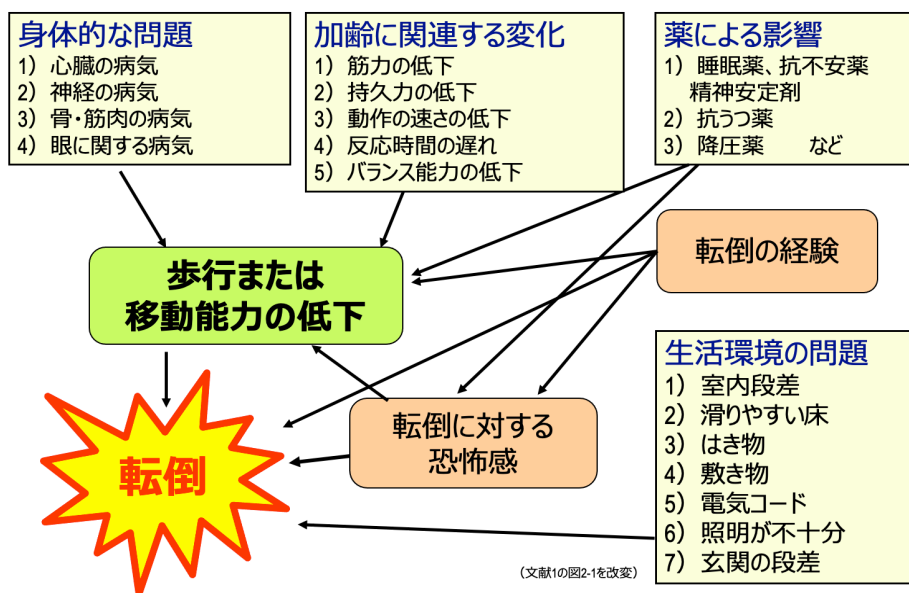 身体的な問題
1） 心臓の病気
2） 神経の病気
3） 骨・筋肉の病気
4） 眼に関する病気
加齢に関連する変化
1） 筋力の低下
2） 持久力の低下
3） 動作の速さの低下
4） 反応時間の遅れ
5） バランス能力の低下
薬による影響
1） 睡眠薬、抗不安薬
精神安定剤
2） 抗うつ薬
3） 降圧薬　　など
歩行または
移動能力の低下
転倒の経験
転倒に対する
恐怖感
転倒
生活環境の問題
1） 室内段差
2） 滑りやすい床
3） はき物
4） 敷き物
5） 電気コード
6） 照明が不十分
7） 玄関の段差
（文献1の図2-1を改変）